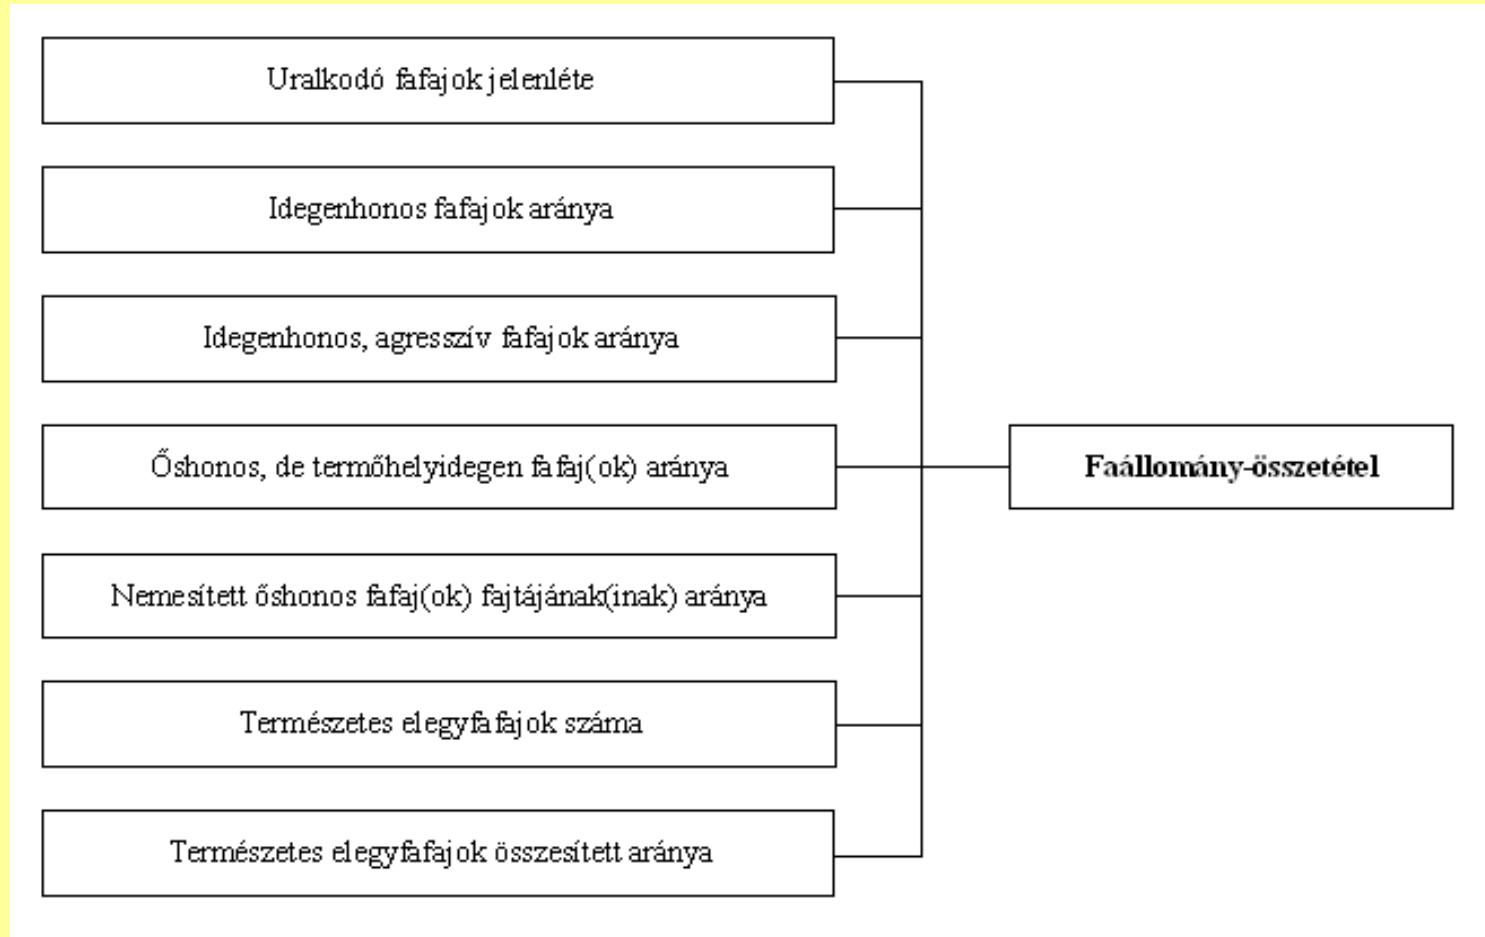 Uralkodó fafajok jelenléte
Idegenhonos fafajok aránya
Idegenhonos, agresszív fafajok aránya
Őshonos, de termőhelyidegen fafaj(ok) aránya
Faállomány-összetétel
Nemesített őshonos fafaj(ok) fajtájának(inak) aránya
Természetes elegyfafajok száma
Természetes elegyfafajok összesített aránya